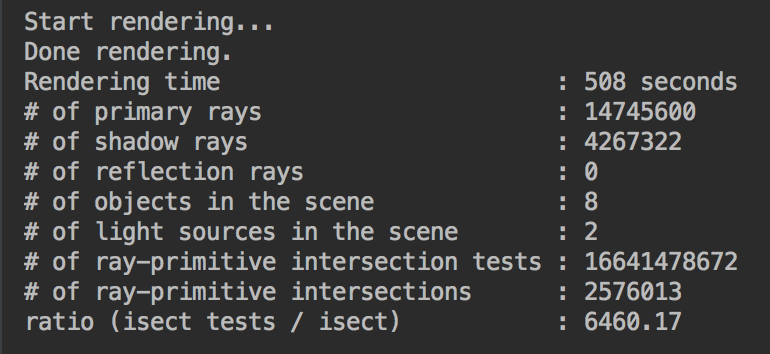 Start rendering...
Done rendering.
Rendering time : 508 seconds
# of primary rays : 14745600
# of shadow rays : 4267322
# of reflection rays : 0
# of objects in the scene : 8
# of light sources in the scene : 2
# of ray-primitive intersection tests : 16641478672
# of ray-primitive intersections : 2576013
ratio (isect tests / isect) : 6460.17